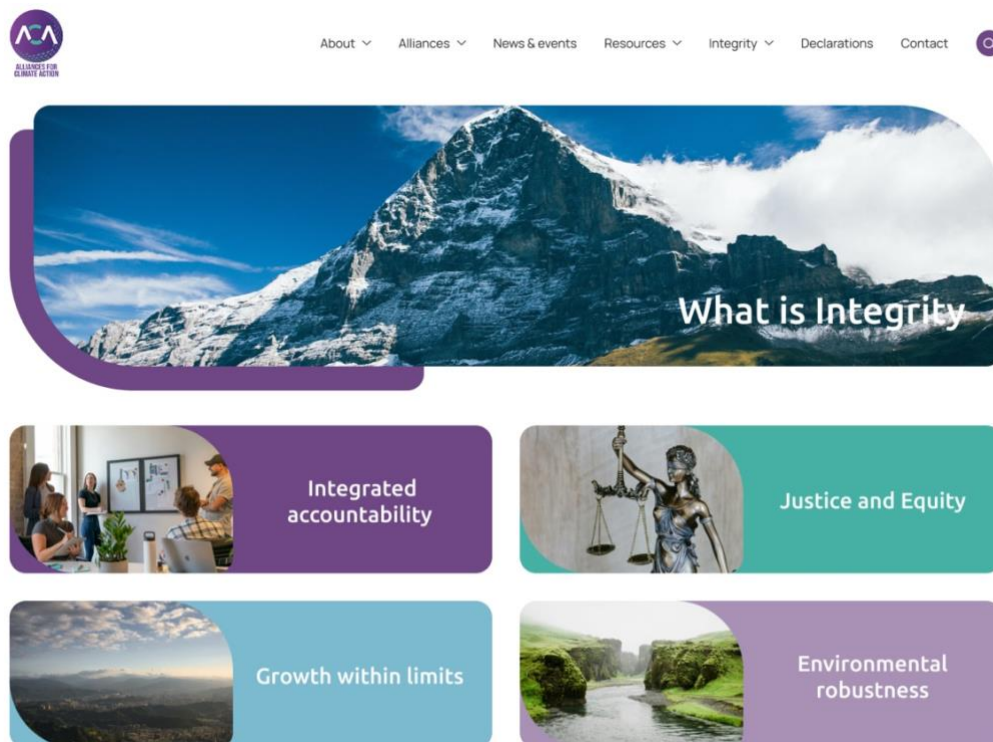 ACA
ALLIANCES FOR
CLIMATE ACTION
About
Alliances
News & events
Resources
Integrity
Declarations
Contact
What is Integrity
Integrated
accountability
Justice and Equity
Growth within limits
Environmental
robustness